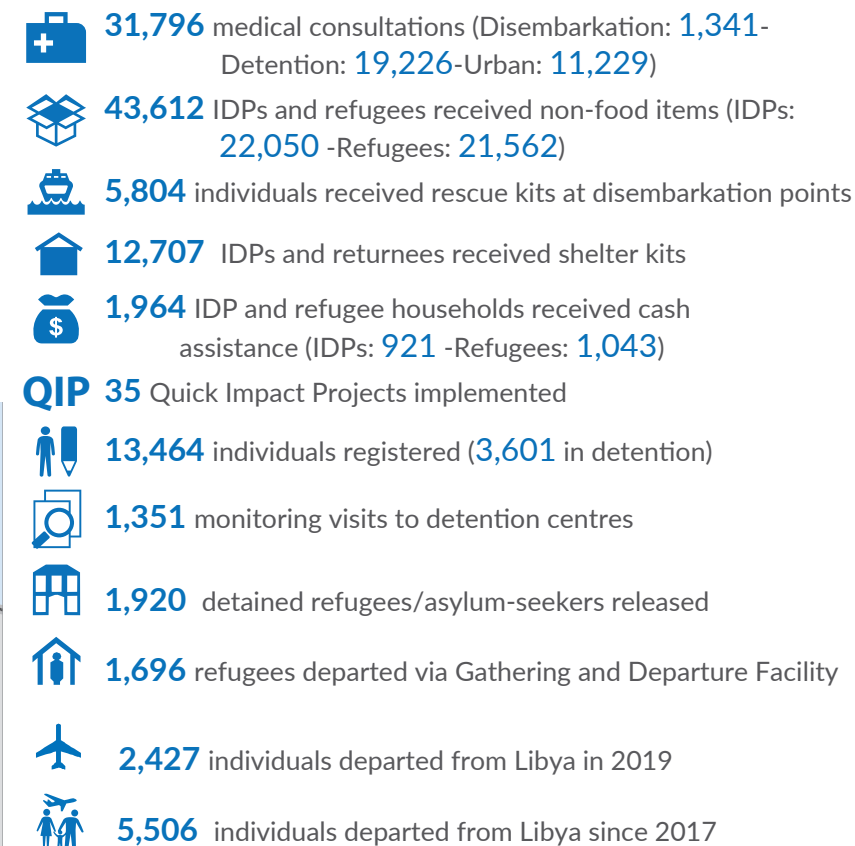 31,796 medical consultations (Disembarkation: 1,341-
Detention: 19,226-Urban: 11,229)
43,612 IDPs and refugees received non-food items (IDPs:
22,050 -Refugees: 21,562)
5,804 individuals received rescue kits at disembarkation points
12,707 IDPs and returnees received shelter kits
$ 1,964 IDP and refugee households received cash
assistance (IDPs: 921 -Refugees: 1,043)
QIP 35 Quick Impact Projects implemented
13,464 individuals registered (3,601 in detention)
1,351 monitoring visits to detention centres
1,920 detained refugees/asylum-seekers released
1,696 refugees departed via Gathering and Departure Facility
2,427 individuals departed from Libya in 2019
5,506 individuals departed from Libya since 2017